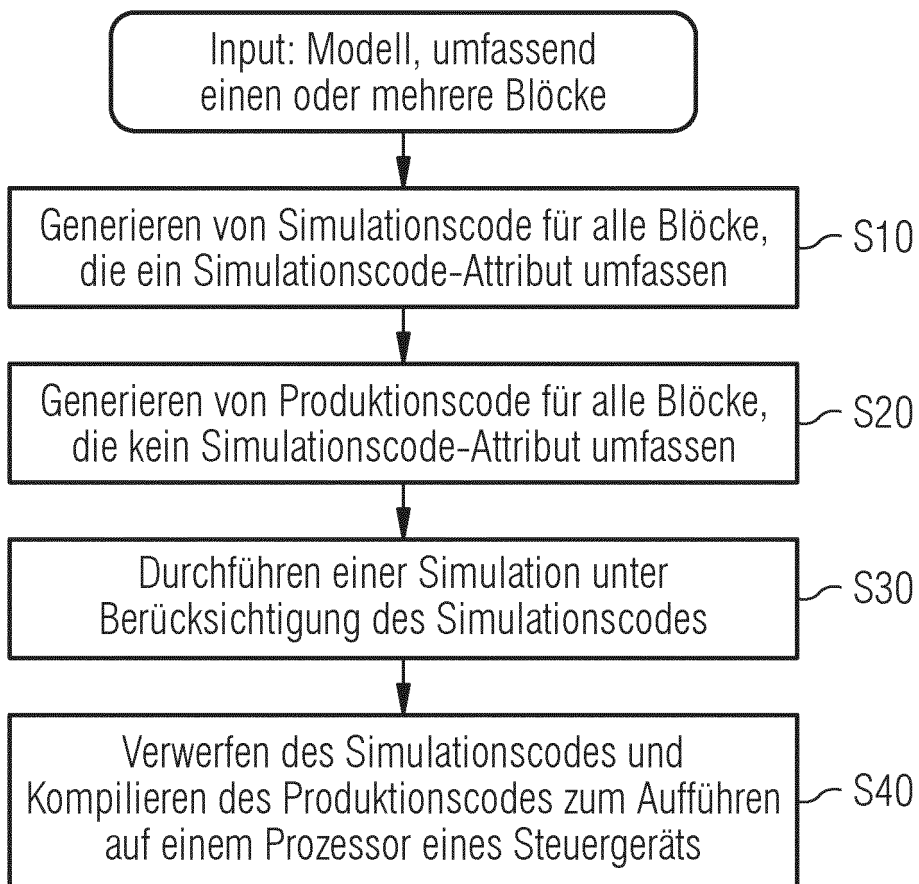 Input: Modell, umfassend
einen oder mehrere Blöcke
Generieren von Simulationscode für alle Blöcke,
die ein Simulationscode-Attribut umfassen
S10
Generieren von Produktionscode für alle Blöcke,
die kein Simulationscode-Attribut umfassen
S20
Durchführen einer Simulation unter
Berücksichtigung des Simulationscodes
S30
Verwerfen des Simulationscodes und
Kompilieren des Produktionscodes zum Aufführen
auf einem Prozessor eines Steuergeräts
S40